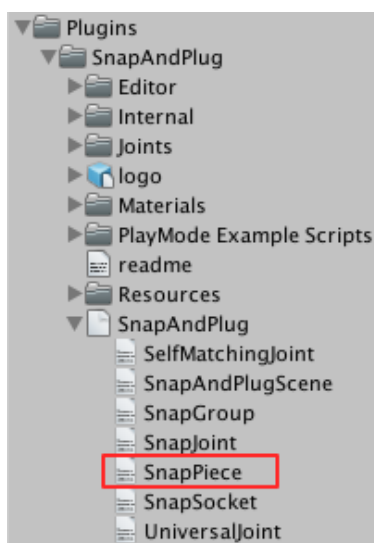 Plugins
SnapAndPlug
Editor
Internal
Joints
logo
Materials
PlayMode Example Scripts
readme
Resources
SnapAndPlug
SelfMatchingJoint
SnapAndPlugScene
SnapGroup
SnapJoint
SnapPiece
SnapSocket
UniversalJoint